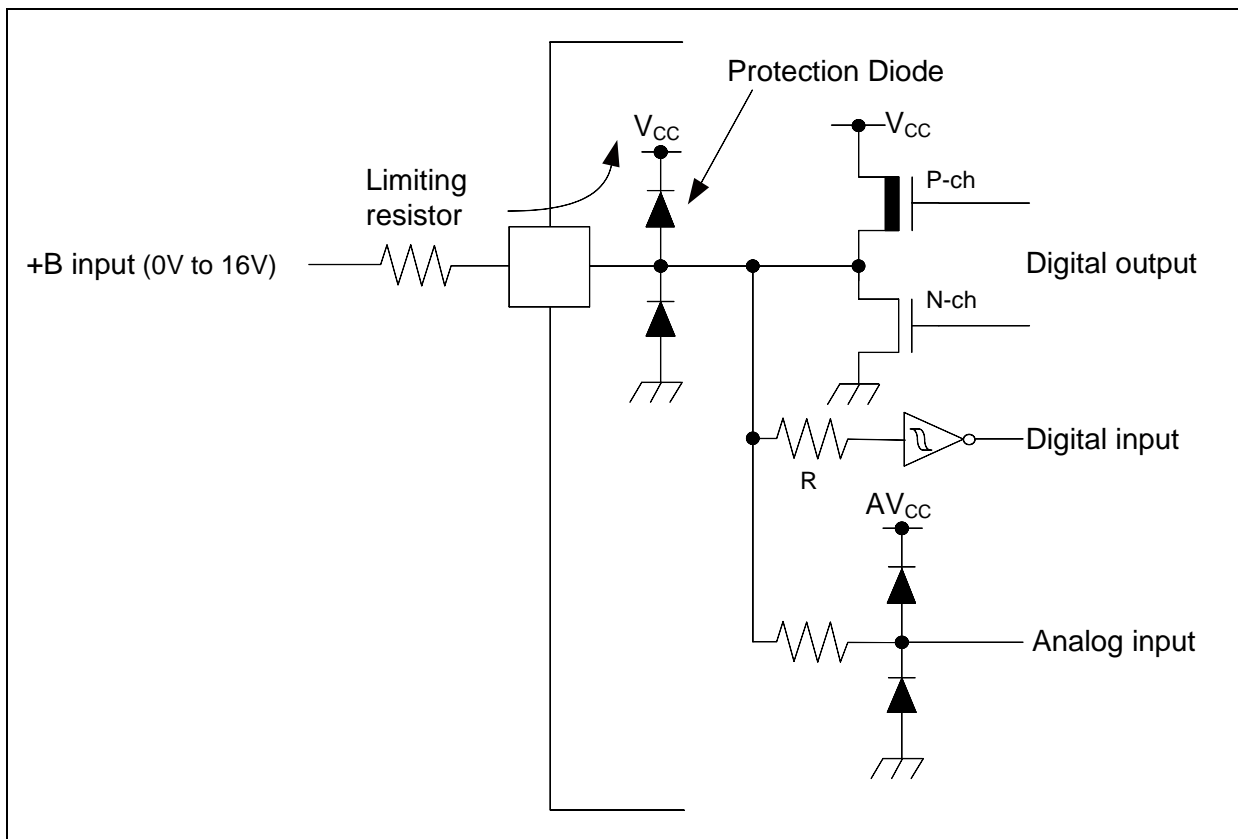 Protection Diode
VCC
VCC
Limiting
resistor
P-ch
+B input (0V to 16V)
Digital output
N-ch
Digital input
R
AVCC
Analog input